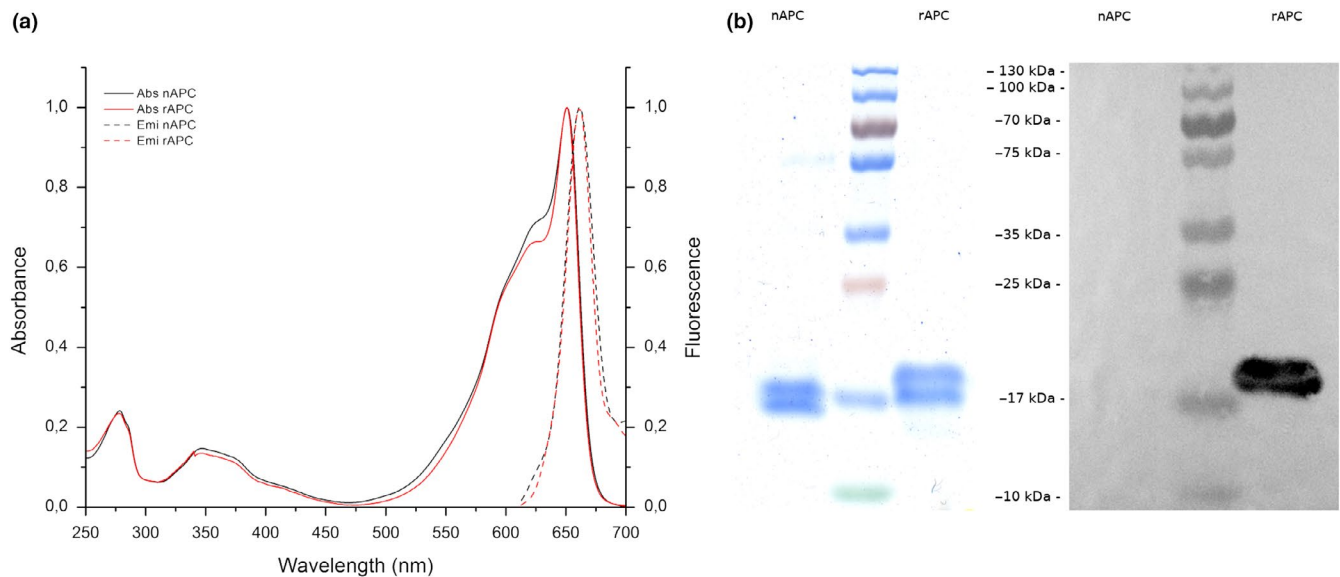 (a)
Abs nAPC
Abs rAPC
Emi nAPC
Emi rAPC
Absorbance
1,0
0,8
0,6
0,4
0,2
0,0
250 300 350 400 450 500 550 600 650 700
Wavelength (nm)
1,0
0,8
0,6
0,4
0,2
0,0
Fluorescence
(b)
nAPC rAPC nAPC rAPC
– 130 kDa -
– 100 kDa -
–70 kDa -
–75 kDa -
–35 kDa -
–25 kDa -
–17 kDa -
–10 kDa -